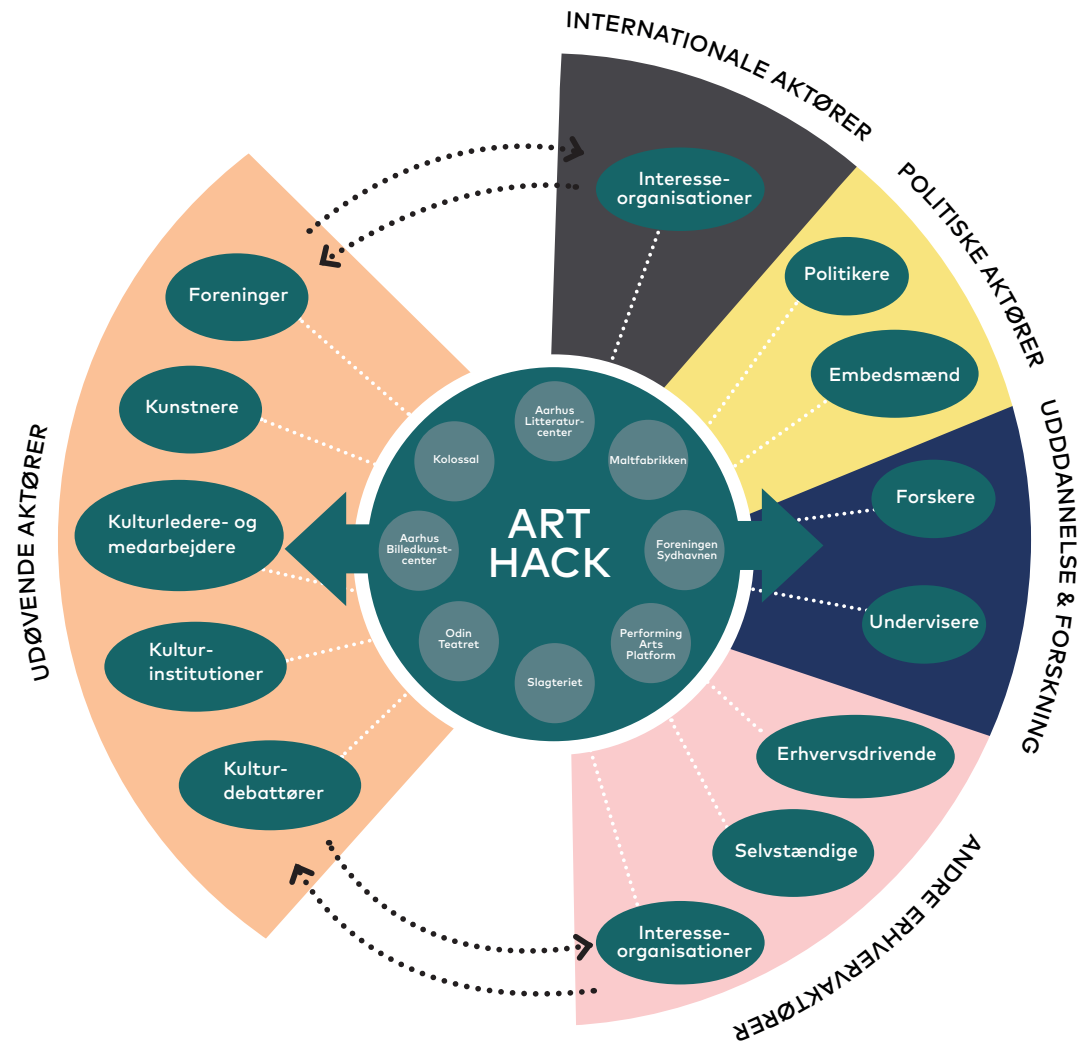 INTERNATIONALE AKTØRER
POLITISKE AKTØRER
UDDDANNELSE & FORSKNING
ANDRE ERHVERVAKTØRER
UDØVENDE AKTØRER
Interesse-
organisationer
Politikere
Embedsmænd
Forskere
Undervisere
Erhvervsdrivende
Selvstændige
Interesse-
organisationer
Foreninger
Kunstnere
Kulturledere- og
medarbejdere
Kultur-
institutioner
Kultur-
debattører
ART
HACK
Aarhus
Litteratur-
center
Maltfabrikken
Foreningen
Sydhavnen
Performing
Arts
Platform
Slagteriet
Odin
Teatret
Aarhus
Billedkunst-
center
Kolossal